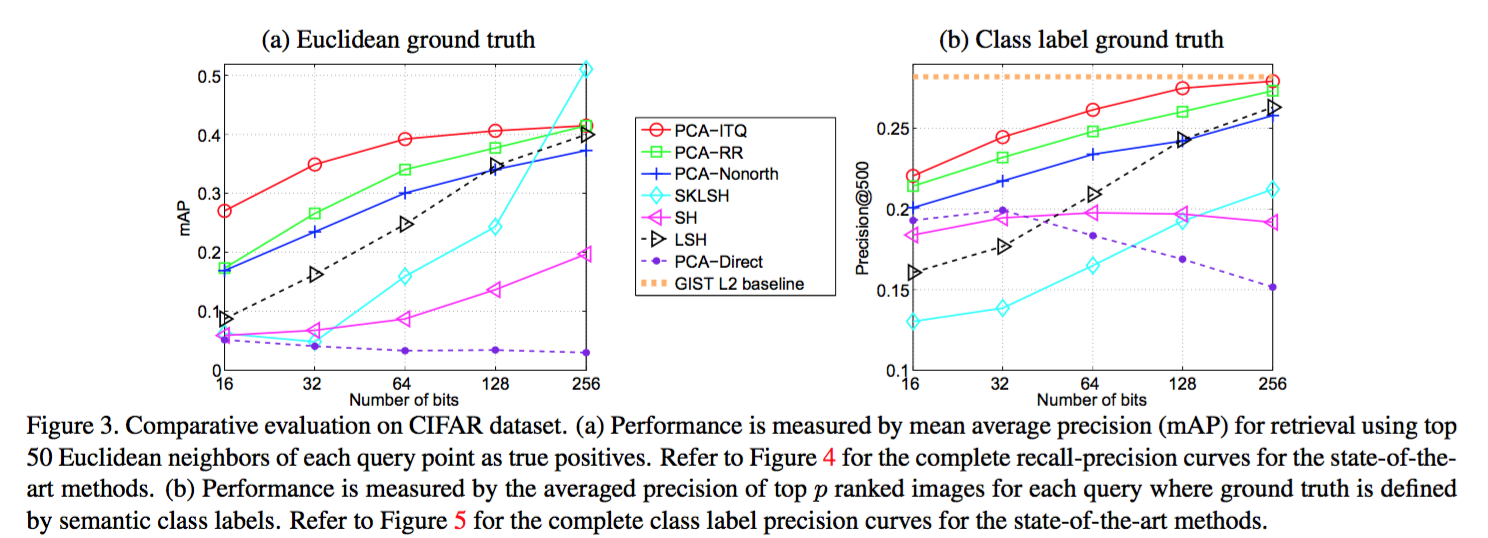 (a) Euclidean ground truth
0.5
0.4
0.3
0.2
0.1
0
mAP
16 32 64 128 256
Number of bits
PCA−ITQ
PCA−RR
PCA−Nonorth
SKLSH
SH
LSH
PCA−Direct
GIST L2 baseline
(b) Class label ground truth
0.25
0.2
0.15
0.1
Precision@500
16 32 64 128 256
Number of bits
Figure 3. Comparative evaluation on CIFAR dataset. (a) Performance is measured by mean average precision (mAP) for retrieval using top
50 Euclidean neighbors of each query point as true positives. Refer to Figure 4 for the complete recall-precision curves for the state-of-the-
art methods. (b) Performance is measured by the averaged precision of top p ranked images for each query where ground truth is defined
by semantic class labels. Refer to Figure 5 for the complete class label precision curves for the state-of-the-art methods.